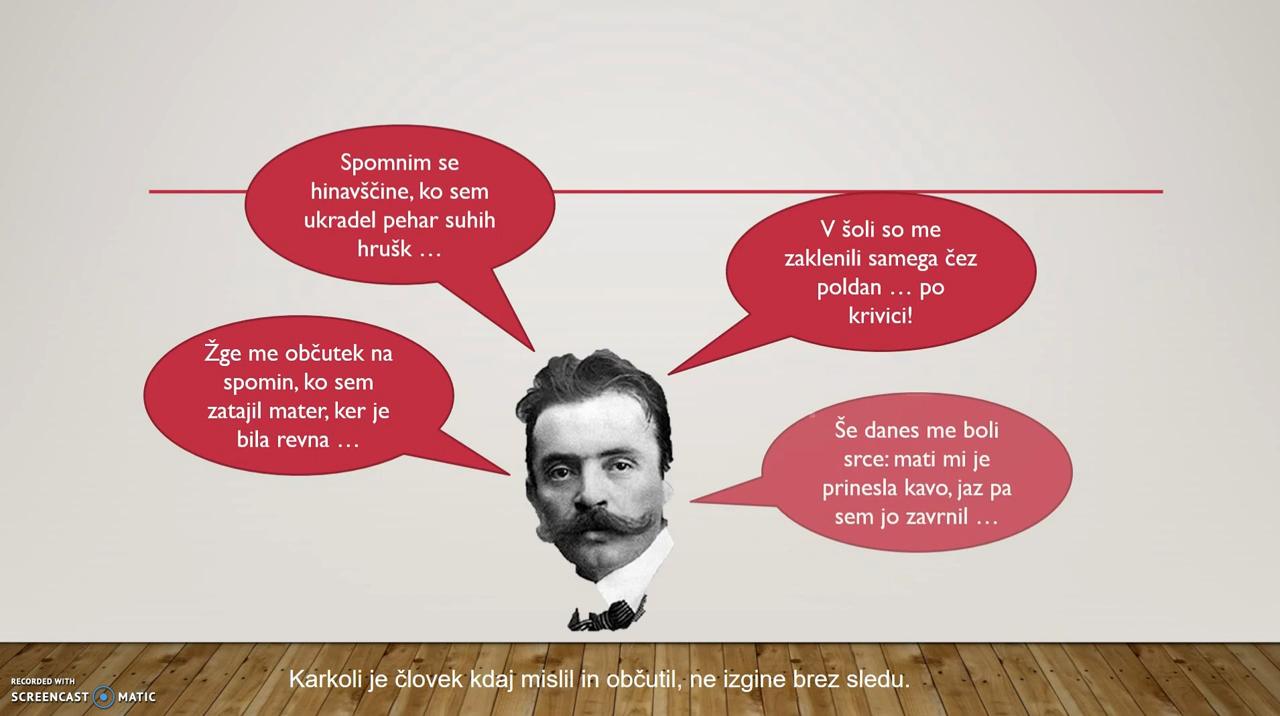 Spomnim se
hinavščine, ko sem
ukradel pehar suhih
hrušk …
V šoli so me
zaklenili samega čez
poldan … po
krivici!
Žge me občutek na
spomin, ko sem
zatajil mater, ker je
bila revna …
Še danes me boli
srce: mati mi je
prinesla kavo, jaz pa
sem jo zavrnil …
Karkoli je človek kdaj mislil in občutil, ne izgine brez sledu.
RECORDED WITH
SCREENCAST MATIC